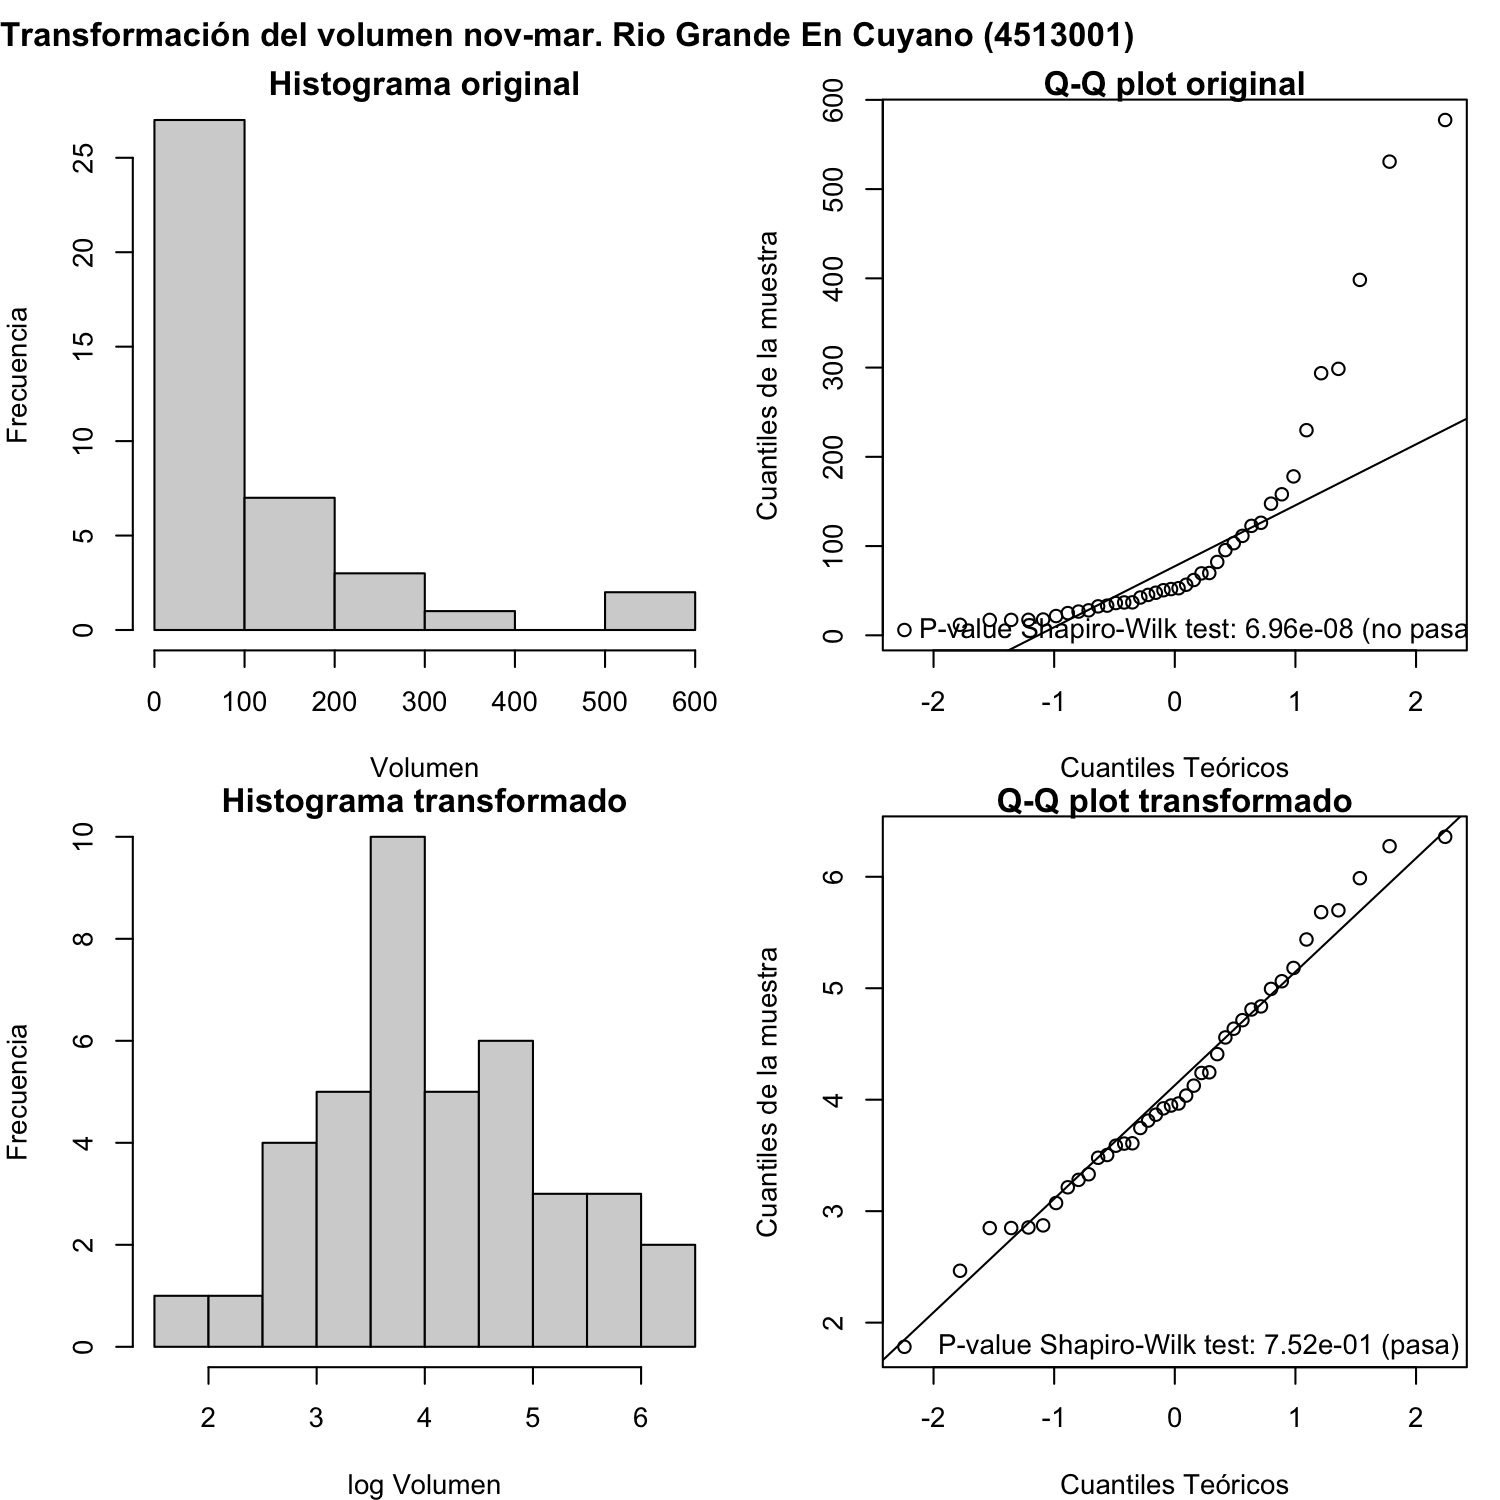 Transformación del volumen nov-mar. Rio Grande En Cuyano (4513001)
Histograma original
Frecuencia
25
20
15
10
5
0
0 100 200 300 400 500 600
Volumen
Q-Q plot original
Cuantiles de la muestra
600
500
400
300
200
100
0
P-value Shapiro-Wilk test: 6.96e-08 (no pasa
-2 -1 0 1 2
Cuantiles Teóricos
Histograma transformado
Frecuencia
10
8
6
4
2
0
2 3 4 5 6
log Volumen
Q-Q plot transformado
Cuantiles de la muestra
6
5
4
3
2
P-value Shapiro-Wilk test: 7.52e-01 (pasa)
-2 -1 0 1 2
Cuantiles Teóricos